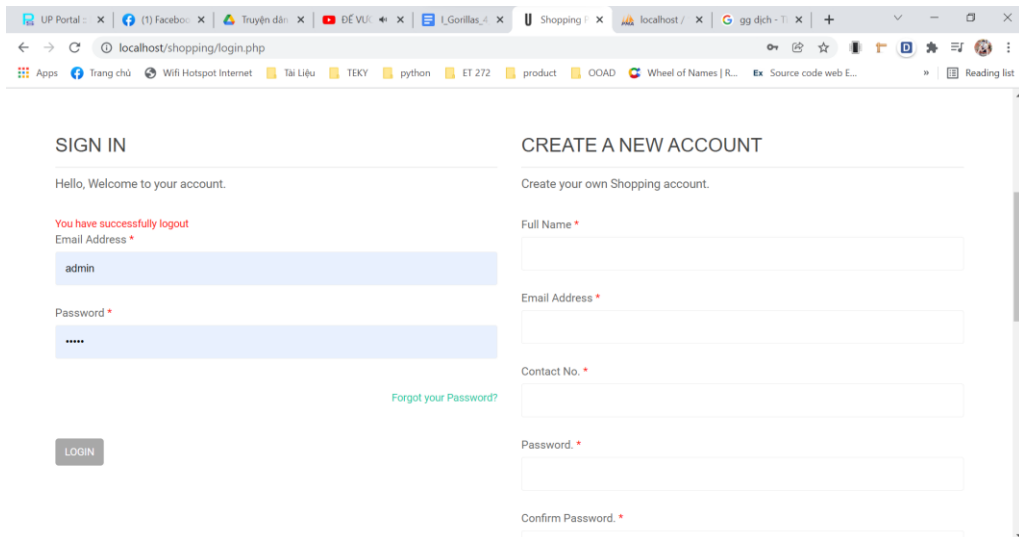 UP Portal ::
(1) Faceboo
Truyện dân
ĐẾ VƯ
I_Gorillas_4
Shopping P
localhost /
gg dịch - T
localhost/shopping/login.php
Apps
Trang chủ
Wifi Hotspot Internet
Tài Liệu
TEKY
python
ET 272
product
OOAD
Wheel of Names | R...
Ex Source code web E...
»
Reading list
SIGN IN
Hello, Welcome to your account.
You have successfully logout
Email Address *
admin
Password *
•••••
Forgot your Password?
LOGIN
CREATE A NEW ACCOUNT
Create your own Shopping account.
Full Name *
Email Address *
Contact No. *
Password. *
Confirm Password. *